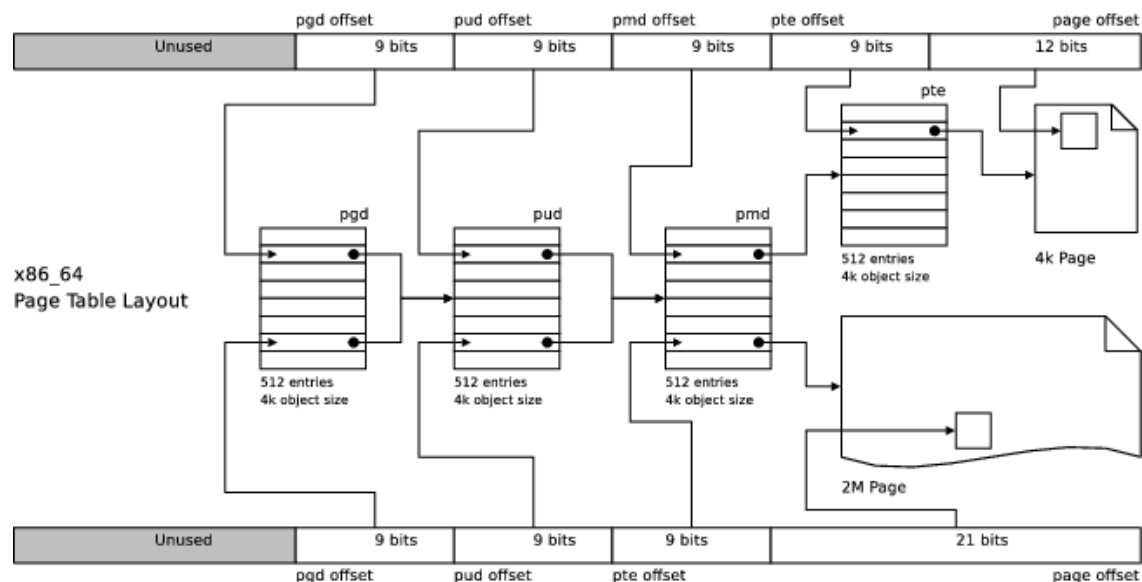 pgd offset pud offset pmd offset pte offset page offset
Unused 9 bits 9 bits 9 bits 9 bits 12 bits
pte
pgd pud pmd
4k Page
512 entries
4k object size
x86_64
Page Table Layout
512 entries
4k object size
512 entries
4k object size
512 entries
4k object size
2M Page
Unused 9 bits 9 bits 9 bits 21 bits
pgd offset pud offset pte offset page offset